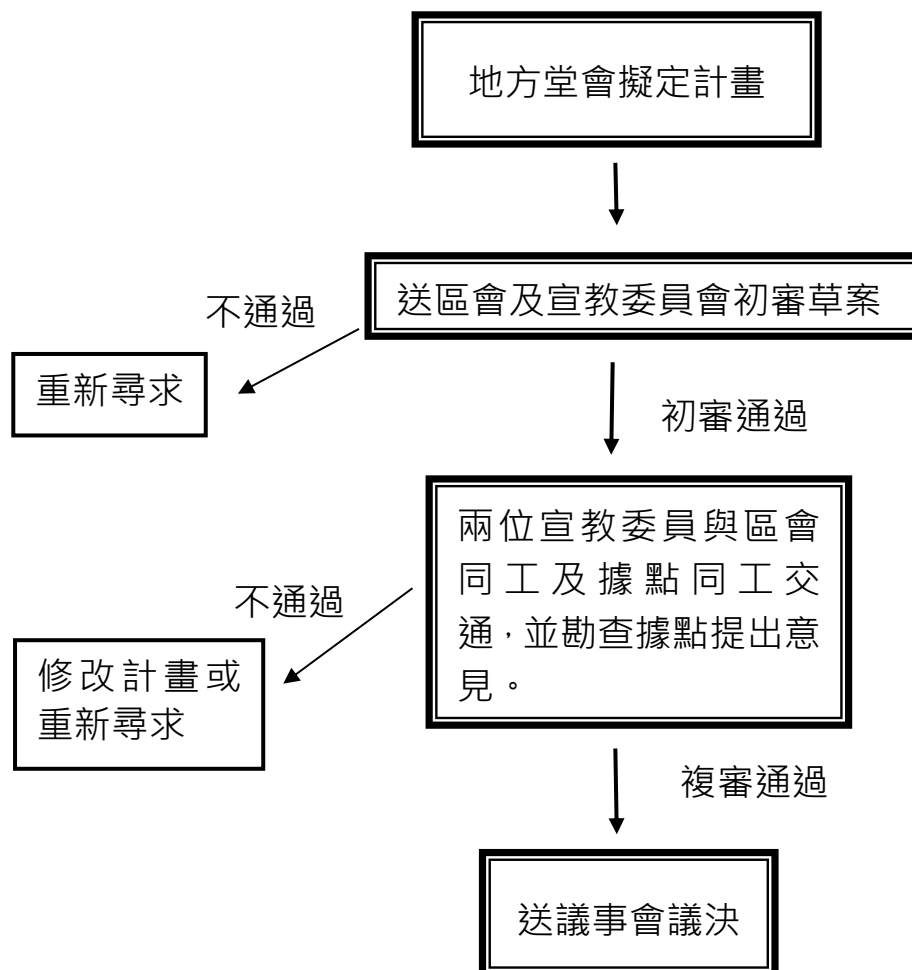 地方堂會擬定計畫
送區會及宣教委員會初審草案
不通過
重新尋求
初審通過
兩位宣教委員與區會
同工及據點同工交
通，並勘查據點提出意
見。
不通過
修改計畫或
重新尋求
複審通過
送議事會議決